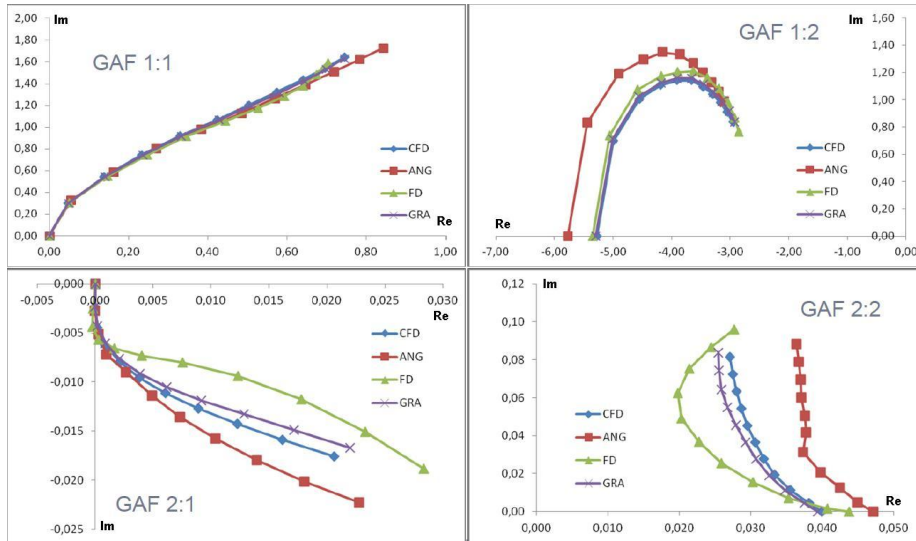 2,00
Im
1,80
1,60
1,40
1,20
1,00
0,80
0,60
0,40
0,20
0,00
GAF 1:1
CFD
ANG
FD
GRA
Re
0,00 0,20 0,40 0,60 0,80 1,00
GAF 1:2
Im
1,60
1,40
1,20
1,00
0,80
0,60
0,40
0,20
0,00
CFD
ANG
FD
GRA
Re
-7,00 -6,00 -5,00 -4,00 -3,00 -2,00 -1,00 0,00
0,000
-0,005 0,000 0,005 0,010 0,015 0,020 0,030
Re
-0,005
-0,010
-0,015
-0,020
-0,025
CFD
ANG
FD
GRA
GAF 2:1
Im
Im
0,12
0,10
0,08
0,06
0,04
0,02
0,00
GAF 2:2
CFD
ANG
FD
GRA
Re
0,000 0,010 0,020 0,030 0,040 0,050